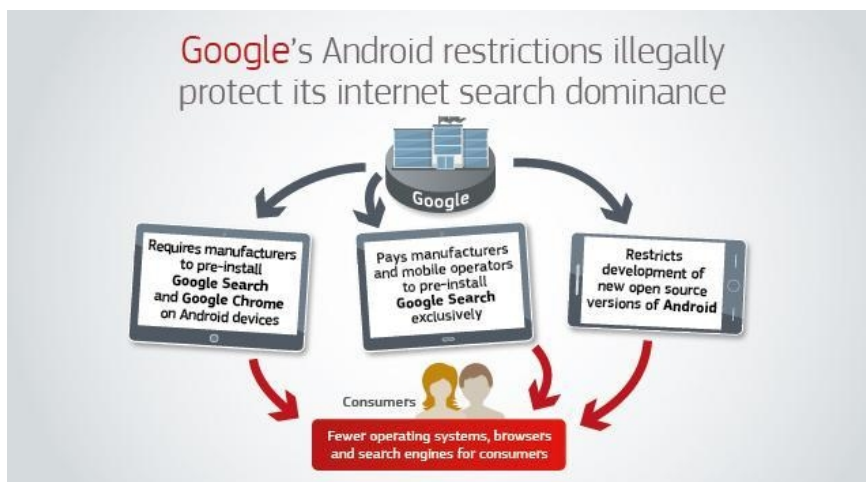 Google's Android restrictions illegally
protect its internet search dominance
Google
Requires manufacturers
to pre-install
Google Search
and Google Chrome
on Android devices
Pays manufacturers
and mobile operators
to pre-install
Google Search
exclusively
Restricts
development of
new open source
versions of Android
Consumers
Fewer operating systems, browsers
and search engines for consumers